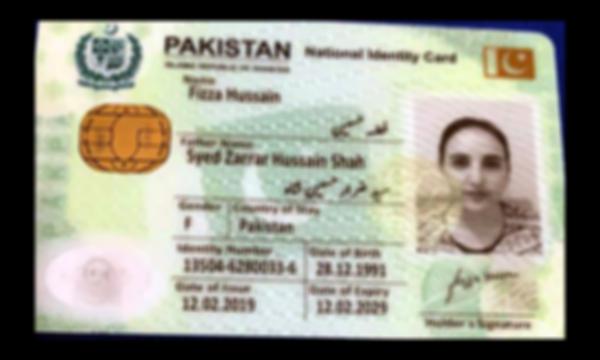 PAKISTAN National Identity Card
ISLAMIC REPUBLIC OF PAKISTAN
Name
Fizza Hussain
فضہ حسین
Father Name
Syed Zarrar Hussain Shah
سید ضرار حسین شاہ
Gender Country of Stay
F Pakistan
Identity Number Date of Birth
13504-6280033-6 28.12.1991
Date of Issue Date of Expiry
12.02.2019 12.02.2029
Holder's Signature